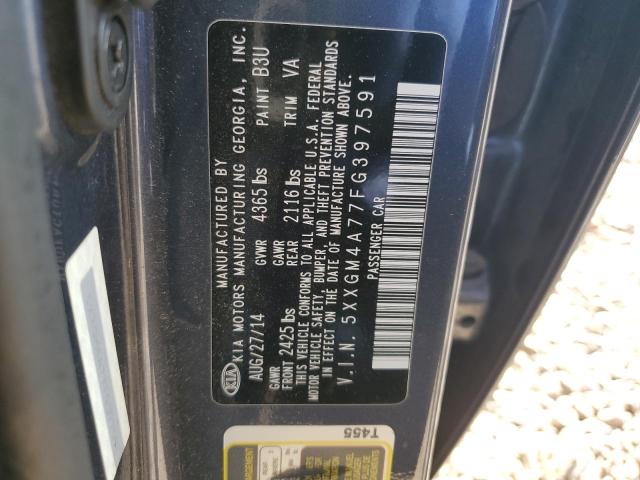 MANUFACTURED BY
KIA KIA MOTORS MANUFACTURING GEORGIA, INC.
AUG/27/14 GVWR 4365 lbs PAINT B3U
GAWR FRONT 2425 lbs GAWR REAR 2116 lbs TRIM VA
THIS VEHICLE CONFORMS TO ALL APPLICABLE U.S.A. FEDERAL
MOTOR VEHICLE SAFETY, BUMPER, AND THEFT PREVENTION STANDARDS
IN EFFECT ON THE DATE OF MANUFACTURE SHOWN ABOVE.
V.I.N. 5XXGM4A77FG397591
PASSENGER CAR
T455